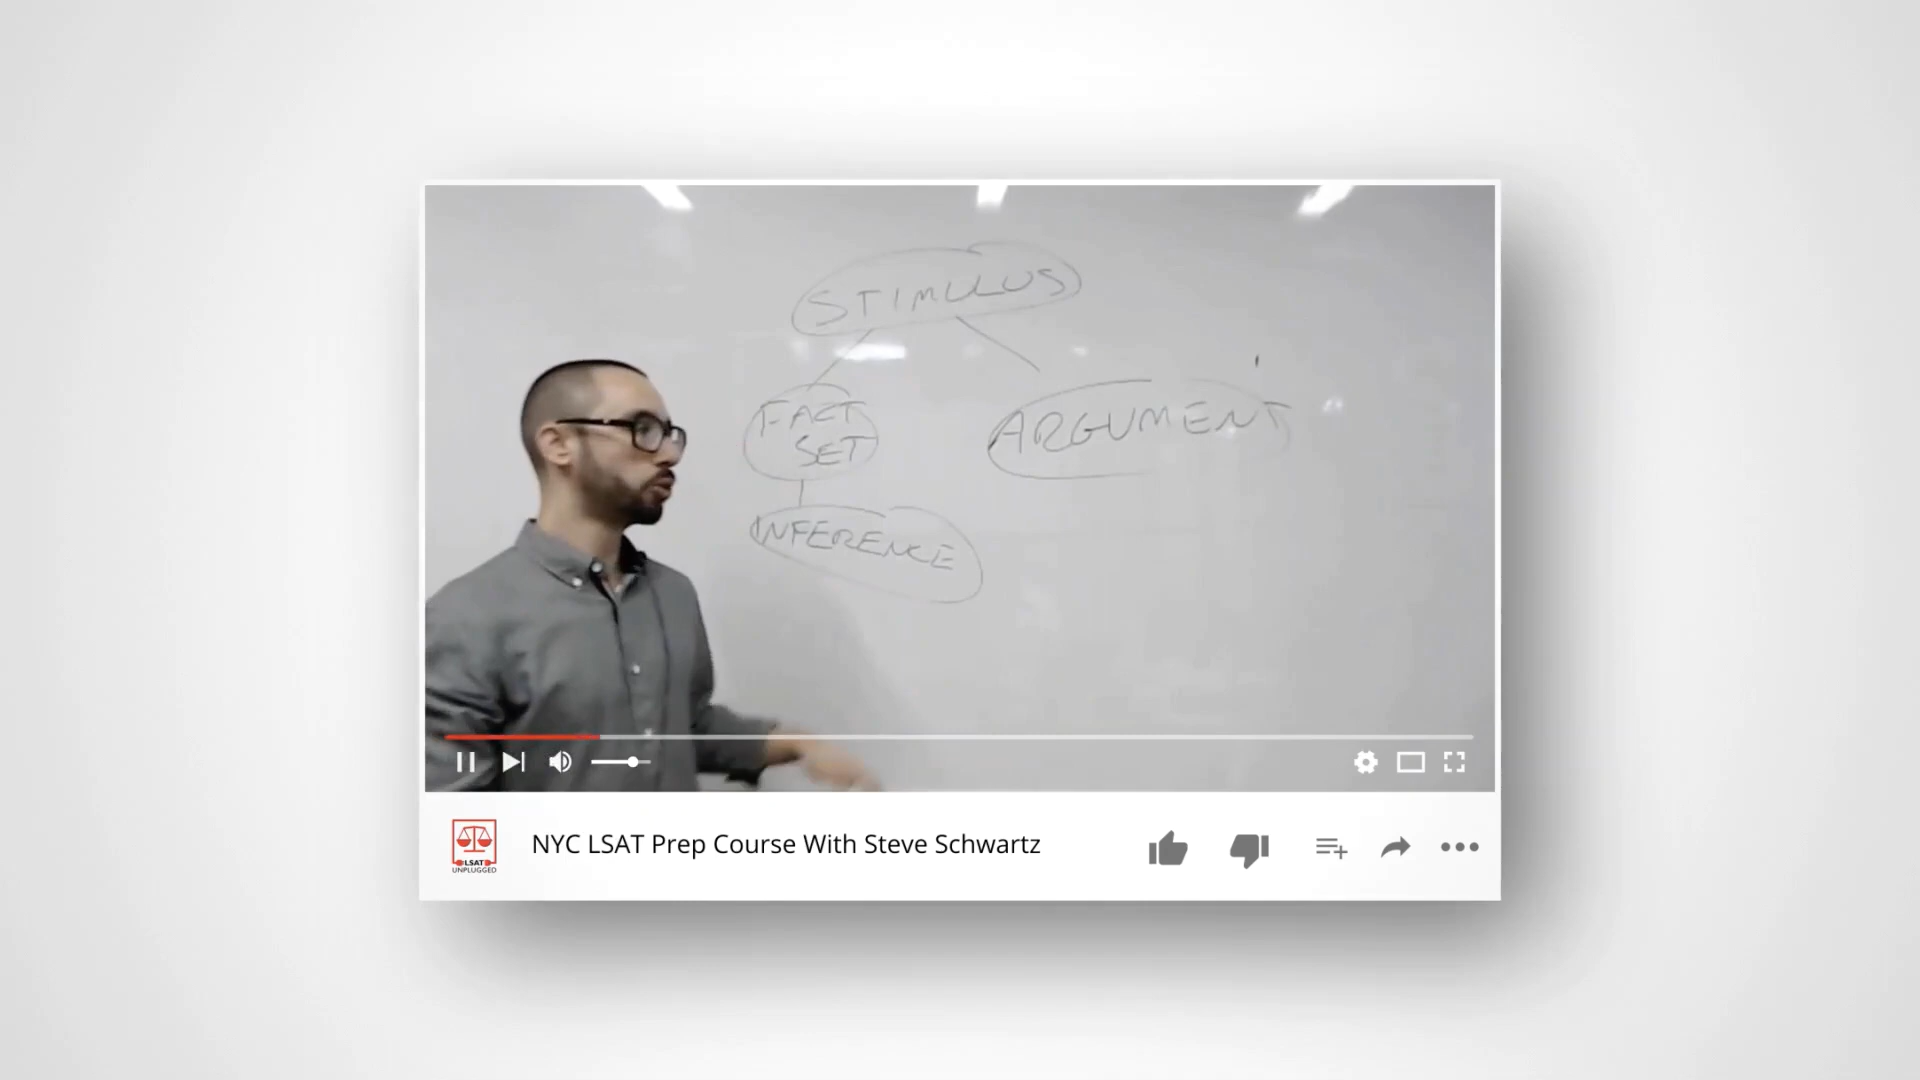 STIMULUS
FACT
SET
ARGUMENT
INFERENCE
NYC LSAT Prep Course With Steve Schwartz
LSAT
UNPLUGGED